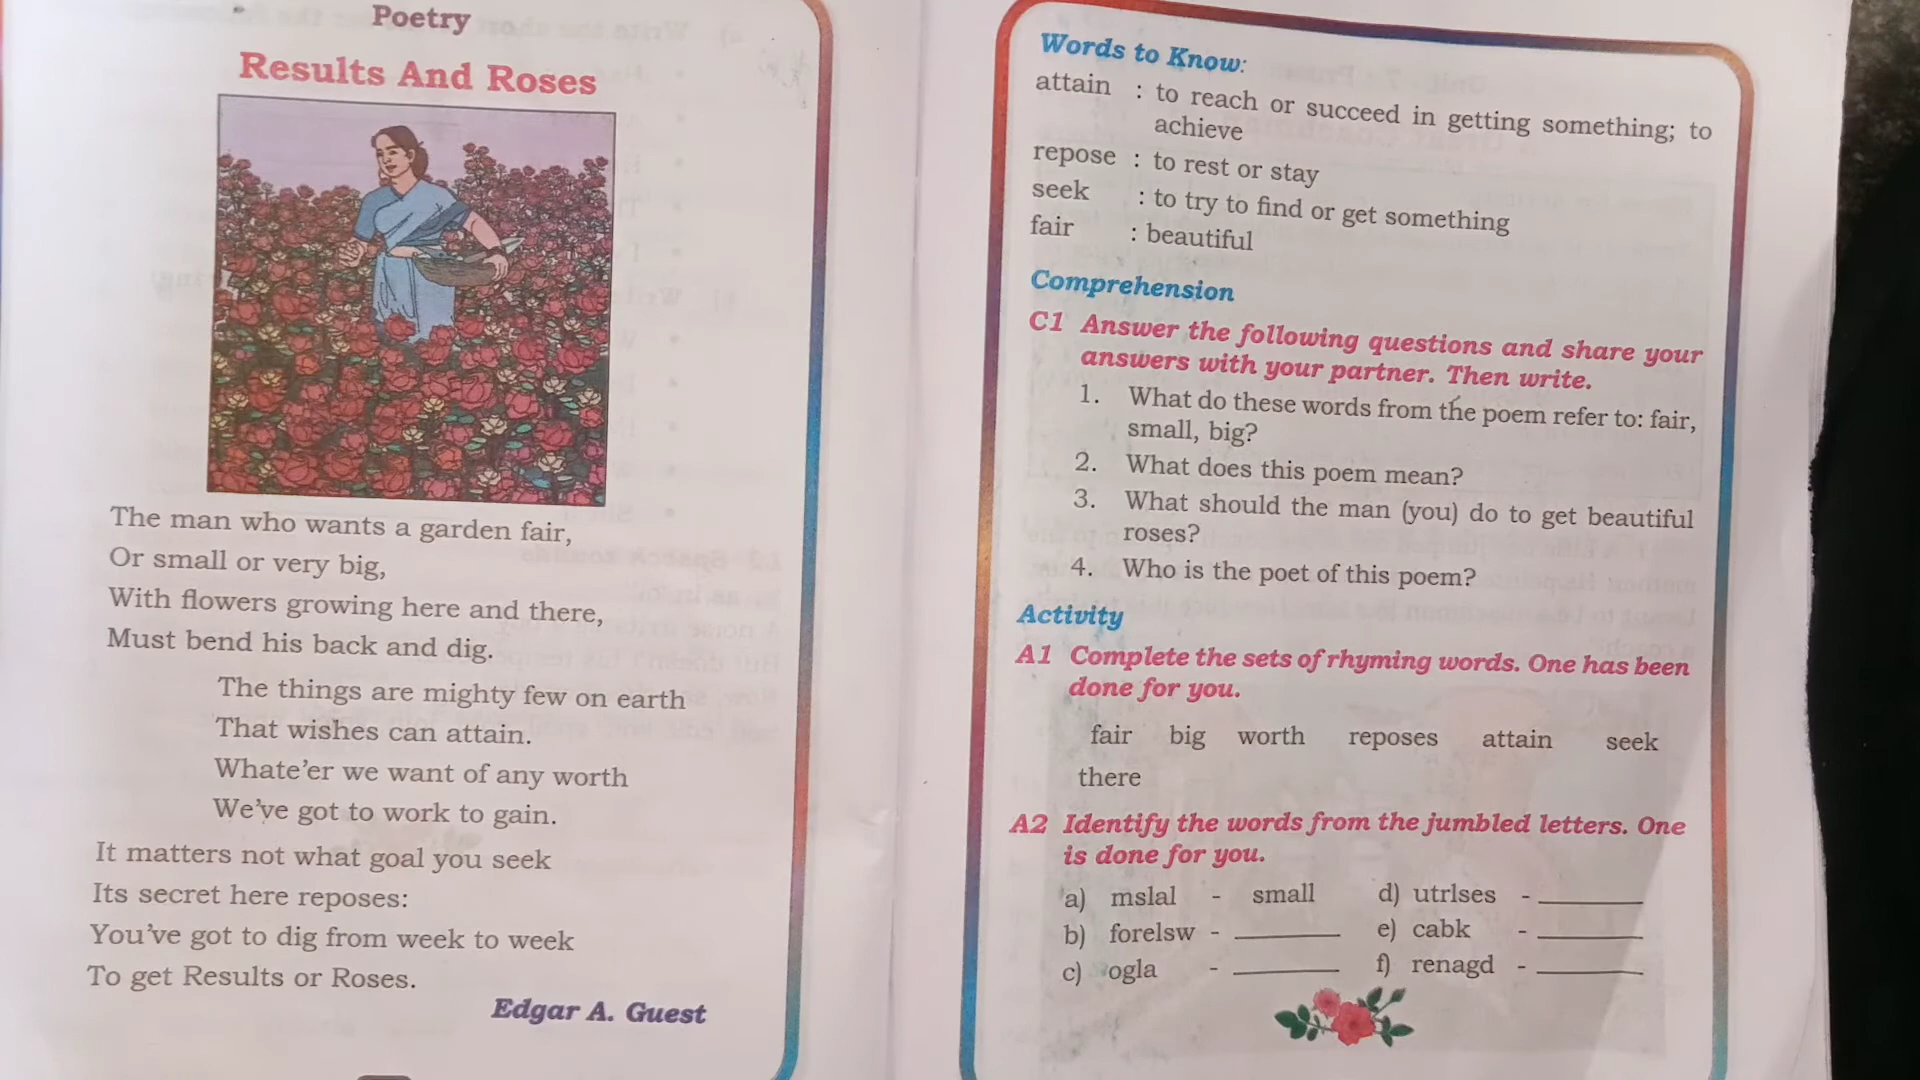 Poetry
Results And Roses
The man who wants a garden fair,
Or small or very big,
With flowers growing here and there,
Must bend his back and dig.
The things are mighty few on earth
That wishes can attain.
Whate'er we want of any worth
We've got to work to gain.
It matters not what goal you seek
Its secret here reposes:
You've got to dig from week to week
To get Results or Roses.
Edgar A. Guest
Words to Know:
attain : to reach or succeed in getting something; to
achieve
repose : to rest or stay
seek : to try to find or get something
fair : beautiful
Comprehension
C1 Answer the following questions and share your
answers with your partner. Then write.
1. What do these words from the poem refer to: fair,
small, big?
2. What does this poem mean?
3. What should the man (you) do to get beautiful
roses?
4. Who is the poet of this poem?
Activity
A1 Complete the sets of rhyming words. One has been
done for you.
fair big worth reposes attain seek
there
A2 Identify the words from the jumbled letters. One
is done for you.
a) mslal - small d) utrlses - ________
b) forelsw - ________ e) cabk - ________
c) ogla - ________ f) renagd - ________